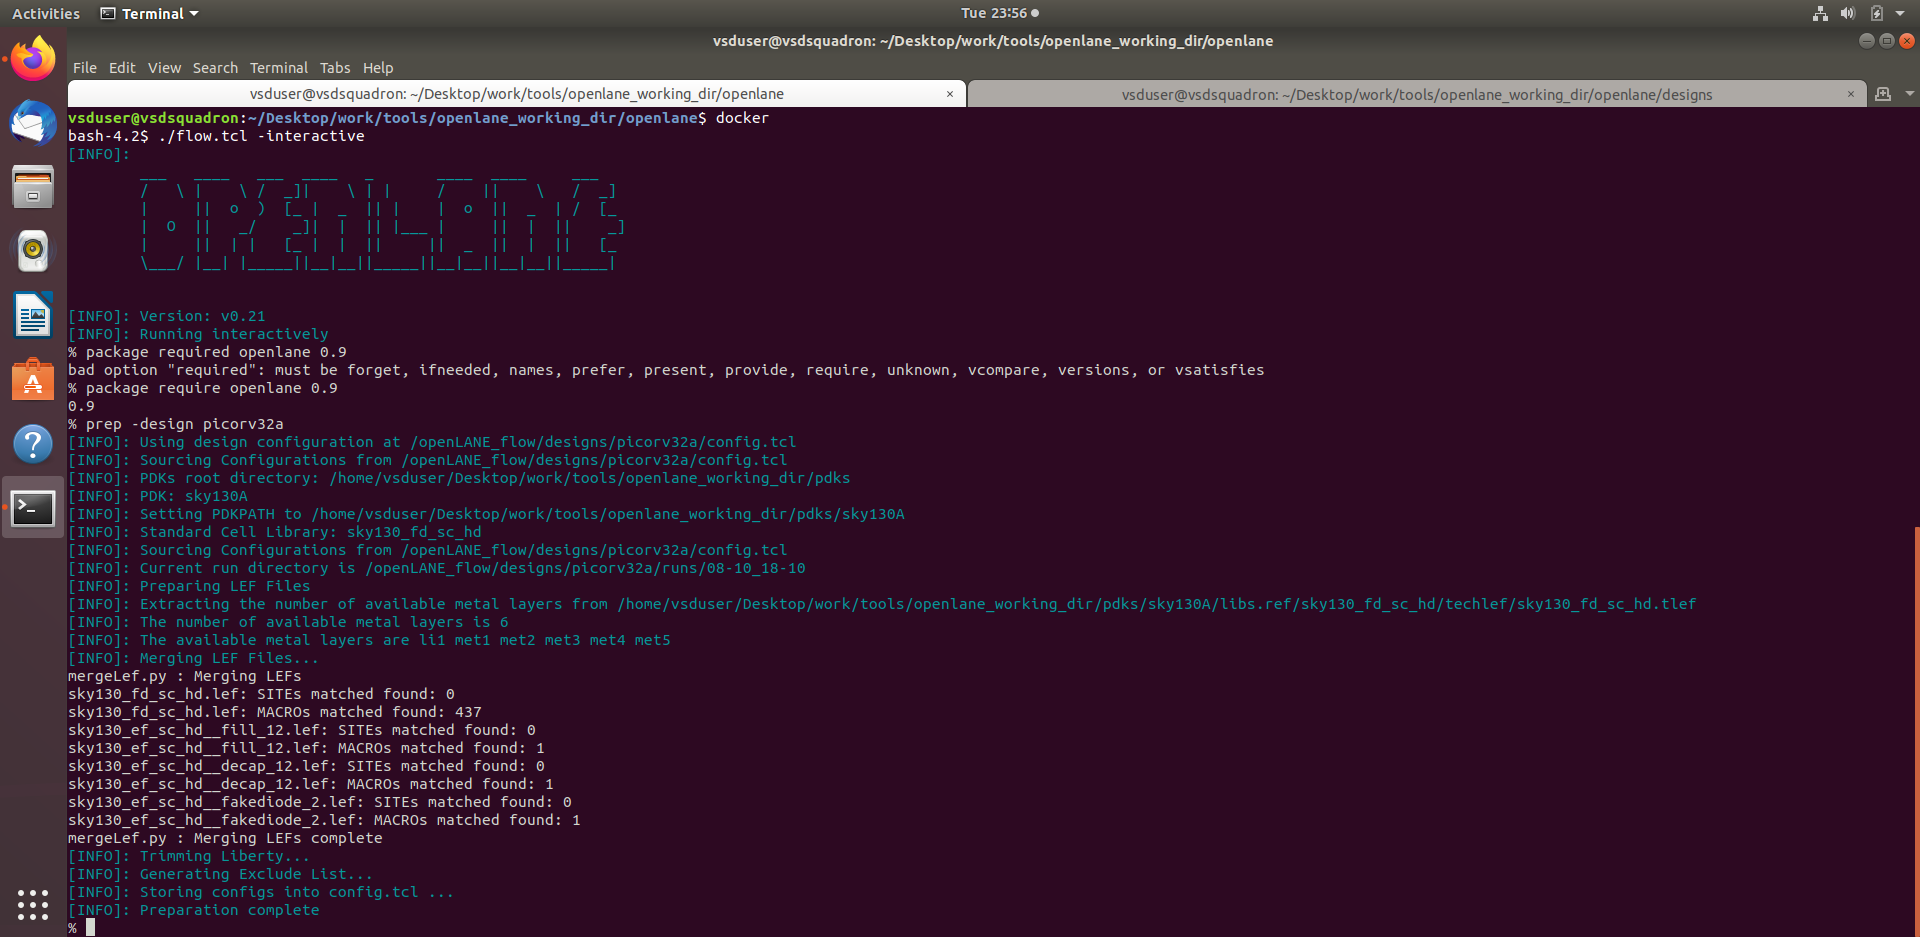 Activities
Terminal
Tue 23:56
vsduser@vsdsquadron: ~/Desktop/work/tools/openlane_working_dir/openlane
File Edit View Search Terminal Tabs Help
vsduser@vsdsquadron: ~/Desktop/work/tools/openlane_working_dir/openlane ×
vsduser@vsdsquadron: ~/Desktop/work/tools/openlane_working_dir/openlane/designs ×
vsduser@vsdsquadron:~/Desktop/work/tools/openlane_working_dir/openlane$ docker
bash-4.2$ ./flow.tcl -interactive
[INFO]:
OPENLANE
[INFO]: Version: v0.21
[INFO]: Running interactively
% package required openlane 0.9
bad option "required": must be forget, ifneeded, names, prefer, present, provide, require, unknown, vcompare, versions, or vsatisfies
% package require openlane 0.9
0.9
% prep -design picorv32a
[INFO]: Using design configuration at /openLANE_flow/designs/picorv32a/config.tcl
[INFO]: Sourcing Configurations from /openLANE_flow/designs/picorv32a/config.tcl
[INFO]: PDKs root directory: /home/vsduser/Desktop/work/tools/openlane_working_dir/pdks
[INFO]: PDK: sky130A
[INFO]: Setting PDKPATH to /home/vsduser/Desktop/work/tools/openlane_working_dir/pdks/sky130A
[INFO]: Standard Cell Library: sky130_fd_sc_hd
[INFO]: Sourcing Configurations from /openLANE_flow/designs/picorv32a/config.tcl
[INFO]: Current run directory is /openLANE_flow/designs/picorv32a/runs/08-10_18-10
[INFO]: Preparing LEF Files
[INFO]: Extracting the number of available metal layers from /home/vsduser/Desktop/work/tools/openlane_working_dir/pdks/sky130A/libs.ref/sky130_fd_sc_hd/techlef/sky130_fd_sc_hd.tlef
[INFO]: The number of available metal layers is 6
[INFO]: The available metal layers are li1 met1 met2 met3 met4 met5
[INFO]: Merging LEF Files...
mergeLef.py : Merging LEFs
sky130_fd_sc_hd.lef: SITEs matched found: 0
sky130_fd_sc_hd.lef: MACROs matched found: 437
sky130_ef_sc_hd__fill_12.lef: SITEs matched found: 0
sky130_ef_sc_hd__fill_12.lef: MACROs matched found: 1
sky130_ef_sc_hd__decap_12.lef: SITEs matched found: 0
sky130_ef_sc_hd__decap_12.lef: MACROs matched found: 1
sky130_ef_sc_hd__fakediode_2.lef: SITEs matched found: 0
sky130_ef_sc_hd__fakediode_2.lef: MACROs matched found: 1
mergeLef.py : Merging LEFs complete
[INFO]: Trimming Liberty...
[INFO]: Generating Exclude List...
[INFO]: Storing configs into config.tcl ...
[INFO]: Preparation complete
%